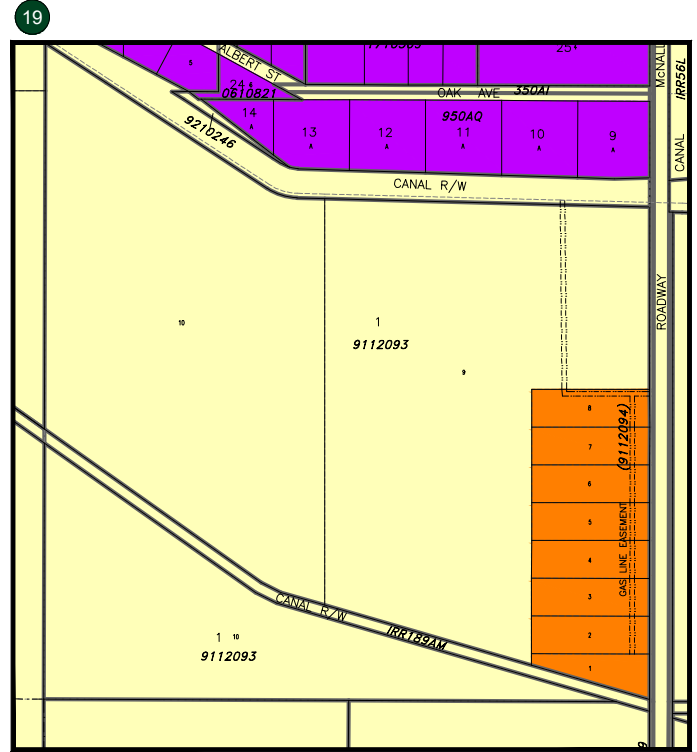 19
ALBERT ST
5
25
24 6
0610821
OAK AVE
350AI
McNALL
IRR56L
14
A
13
A
12
A
950AQ
11
A
10
A
9
A
9210246
CANAL R/W
CANAL
ROADWAY
10
1
9112093
9
8
7
6
5
4
3
2
1
(9112094)
GAS LINE EASEMENT
CANAL R/W
IRR189AM
1 10
9112093